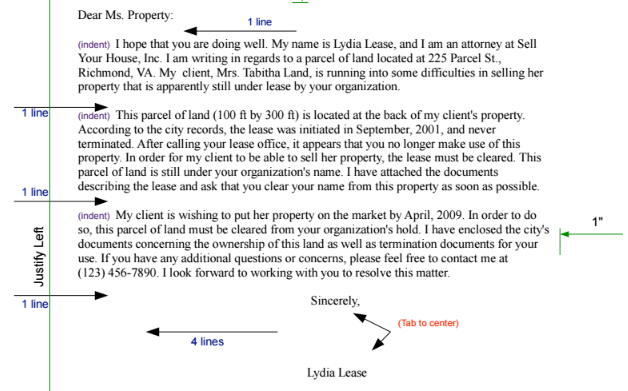 Dear Ms. Property:
1 line
(indent) I hope that you are doing well. My name is Lydia Lease, and I am an attorney at Sell
Your House, Inc. I am writing in regards to a parcel of land located at 225 Parcel St.,
Richmond, VA. My client, Mrs. Tabitha Land, is running into some difficulties in selling her
property that is apparently still under lease by your organization.
1 line
(indent) This parcel of land (100 ft by 300 ft) is located at the back of my client's property.
According to the city records, the lease was initiated in September, 2001, and never
terminated. After calling your lease office, it appears that you no longer make use of this
property. In order for my client to be able to sell her property, the lease must be cleared. This
parcel of land is still under your organization's name. I have attached the documents
describing the lease and ask that you clear your name from this property as soon as possible.
1 line
(indent) My client is wishing to put her property on the market by April, 2009. In order to do
so, this parcel of land must be cleared from your organization's hold. I have enclosed the city's
documents concerning the ownership of this land as well as termination documents for your
use. If you have any additional questions or concerns, please feel free to contact me at
(123) 456-7890. I look forward to working with you to resolve this matter.
1"
Justify Left
1 line
Sincerely,
(Tab to center)
4 lines
Lydia Lease